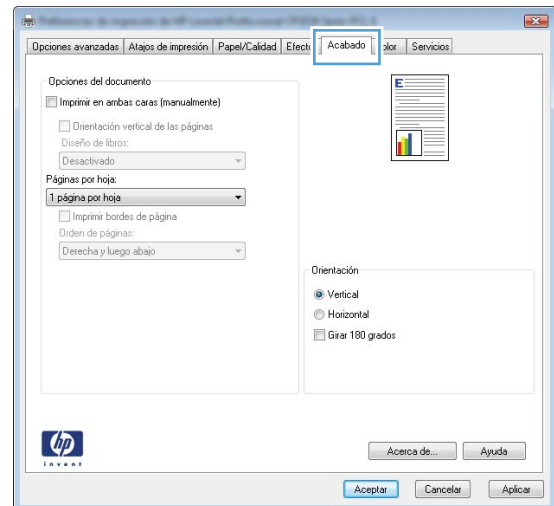 Opciones avanzadas Atajos de impresión Papel/Calidad Acabado Servicios
Opciones del documento
Imprimir en ambas caras (manualmente)
E
Orientación vertical de las páginas
Diseño de libros:
Desactivado
Páginas por hoja:
1 página por hoja
Imprimir bordes de página
Orden de páginas:
Derecha y luego abajo
Orientación
Vertical
Horizontal
Girar 180 grados
hp
invent
Acerca de... Ayuda
Aceptar Cancelar Aplicar